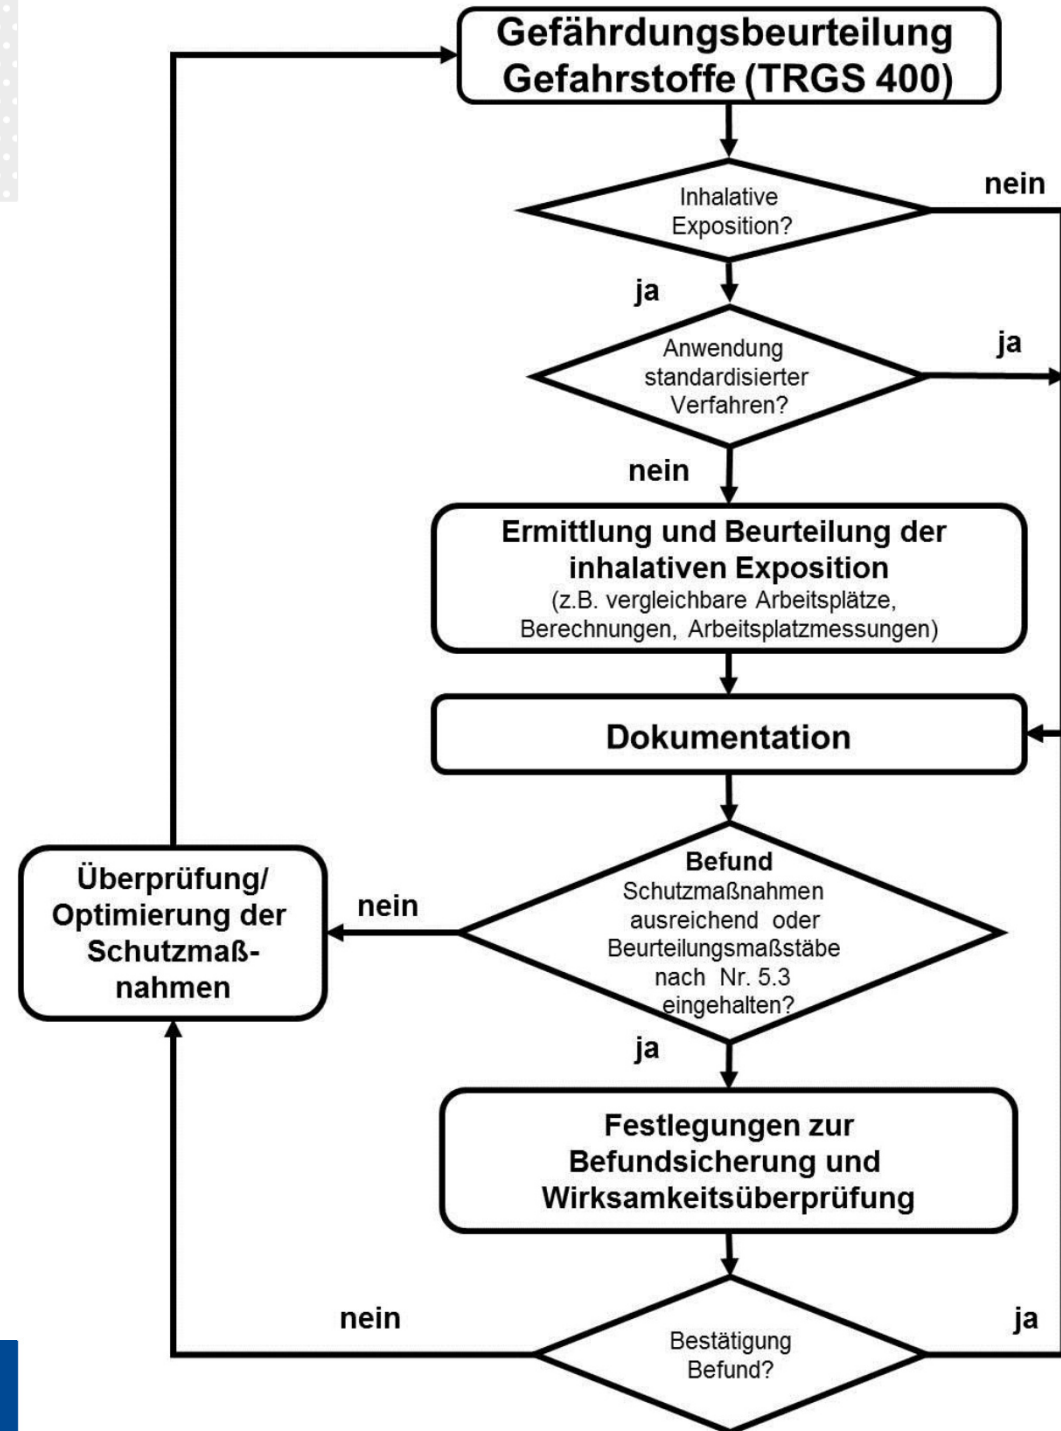 Gefährdungsbeurteilung
Gefahrstoffe (TRGS 400)
Inhalative
Exposition?
nein
ja
Anwendung
standardisierter
Verfahren?
ja
nein
Ermittlung und Beurteilung der
inhalativen Exposition
(z.B. vergleichbare Arbeitsplätze,
Berechnungen, Arbeitsplatzmessungen)
Dokumentation
Befund
Schutzmaßnahmen
ausreichend oder
Beurteilungsmaßstäbe
nach Nr. 5.3
eingehalten?
nein
Überprüfung/
Optimierung der
Schutzmaß-
nahmen
ja
Festlegungen zur
Befundsicherung und
Wirksamkeitsüberprüfung
nein
Bestätigung
Befund?
ja